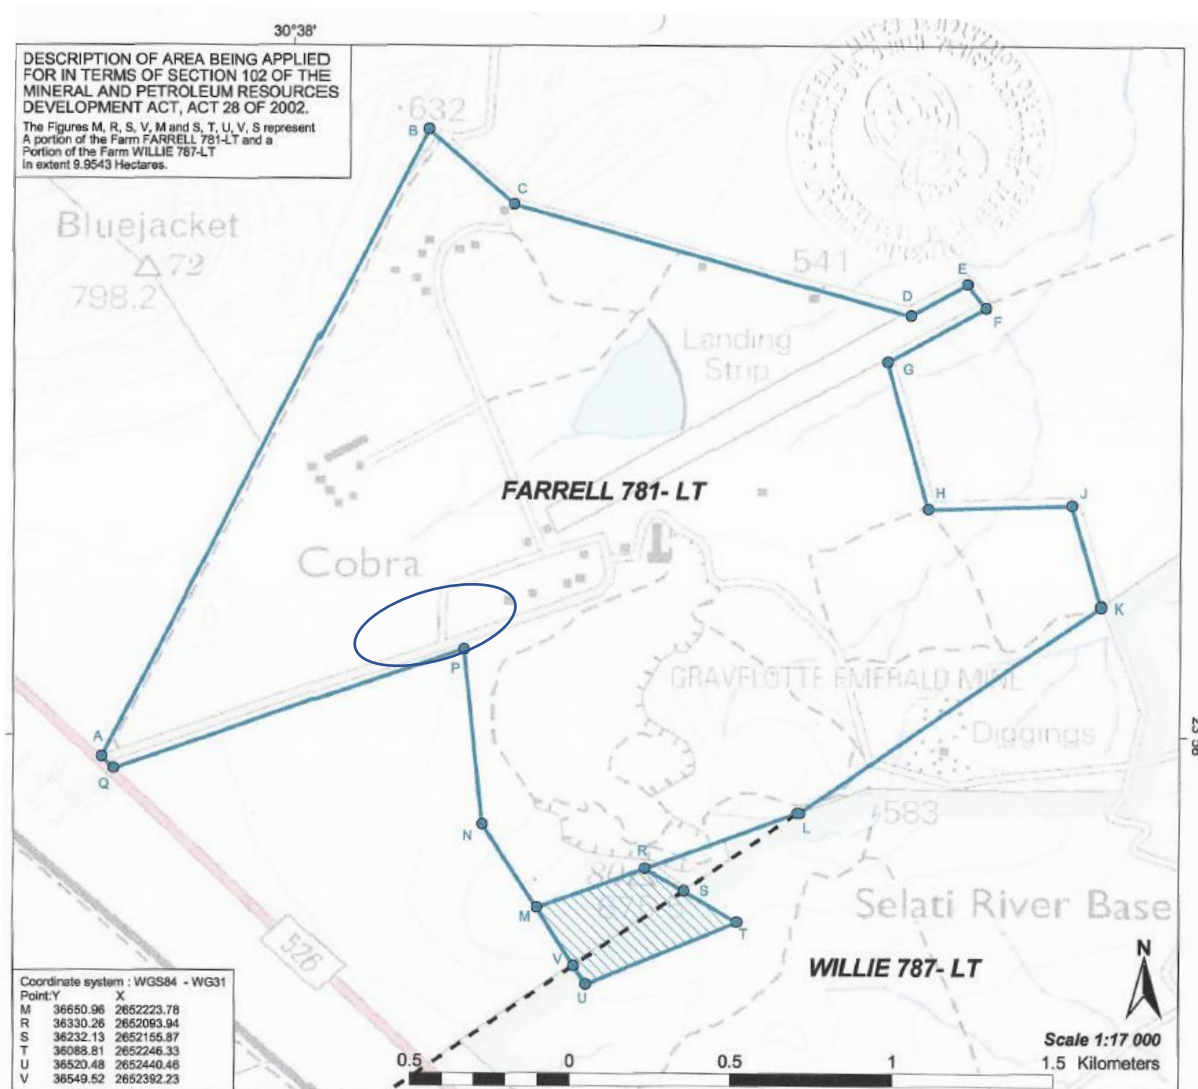 30°38'
DESCRIPTION OF AREA BEING APPLIED
FOR IN TERMS OF SECTION 102 OF THE
MINERAL AND PETROLEUM RESOURCES
DEVELOPMENT ACT, ACT 28 OF 2002.
The Figures M, R, S, V, M and S, T, U, V, S represent
A portion of the Farm FARRELL 781-LT and a
Portion of the Farm WILLIE 787-LT
In extent 9.9543 Hectares.
632
B
C
Bluejacket
72
798.2
541
E
D
F
Landing
Strip
G
FARRELL 781- LT
H
J
Cobra
K
P
GRAVELOTTE EMERALD MINE
A
Diggings
Q
L
583
N
R
S
M
Selati River Base
T
526
V
WILLIE 787- LT
N
U
Coordinate system : WGS84 - WG31
Point:Y X
M 36650.96 2652223.78
R 36330.26 2652093.94
S 36232.13 2652155.87
T 36088.81 2652246.33
U 36520.48 2652440.46
V 36549.52 2652392.23
Scale 1:17 000
0.5 0 0.5 1 1.5 Kilometers